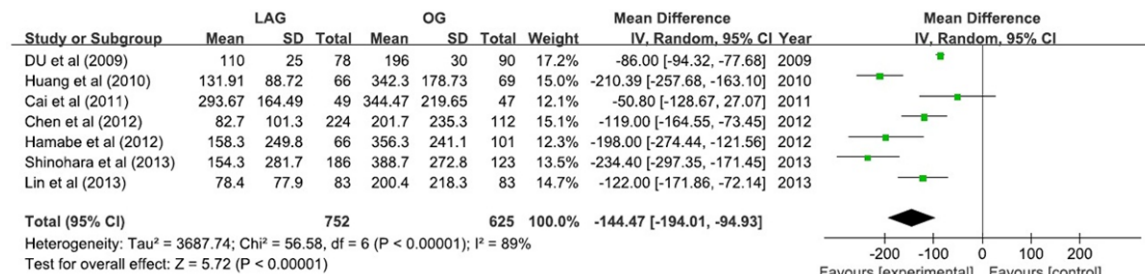 LAG OG Mean Difference Mean Difference
Study or Subgroup Mean SD Total Mean SD Total Weight IV, Random, 95% CI Year IV, Random, 95% CI
DU et al (2009) 110 25 78 196 30 90 17.2% -86.00 [-94.32, -77.68] 2009
Huang et al (2010) 131.91 88.72 66 342.3 178.73 69 15.0% -210.39 [-257.68, -163.10] 2010
Cai et al (2011) 293.67 164.49 49 344.47 219.65 47 12.1% -50.80 [-128.67, 27.07] 2011
Chen et al (2012) 82.7 101.3 224 201.7 235.3 112 15.1% -119.00 [-164.55, -73.45] 2012
Hamabe et al (2012) 158.3 249.8 66 356.3 241.1 101 12.3% -198.00 [-274.44, -121.56] 2012
Shinohara et al (2013) 154.3 281.7 186 388.7 272.8 123 13.5% -234.40 [-297.35, -171.45] 2013
Lin et al (2013) 78.4 77.9 83 200.4 218.3 83 14.7% -122.00 [-171.86, -72.14] 2013
Total (95% CI) 752 625 100.0% -144.47 [-194.01, -94.93]
Heterogeneity: Tau² = 3687.74; Chi² = 56.58, df = 6 (P < 0.00001); I² = 89%
Test for overall effect: Z = 5.72 (P < 0.00001)
-200 -100 0 100 200
Favours [experimental] Favours [control]